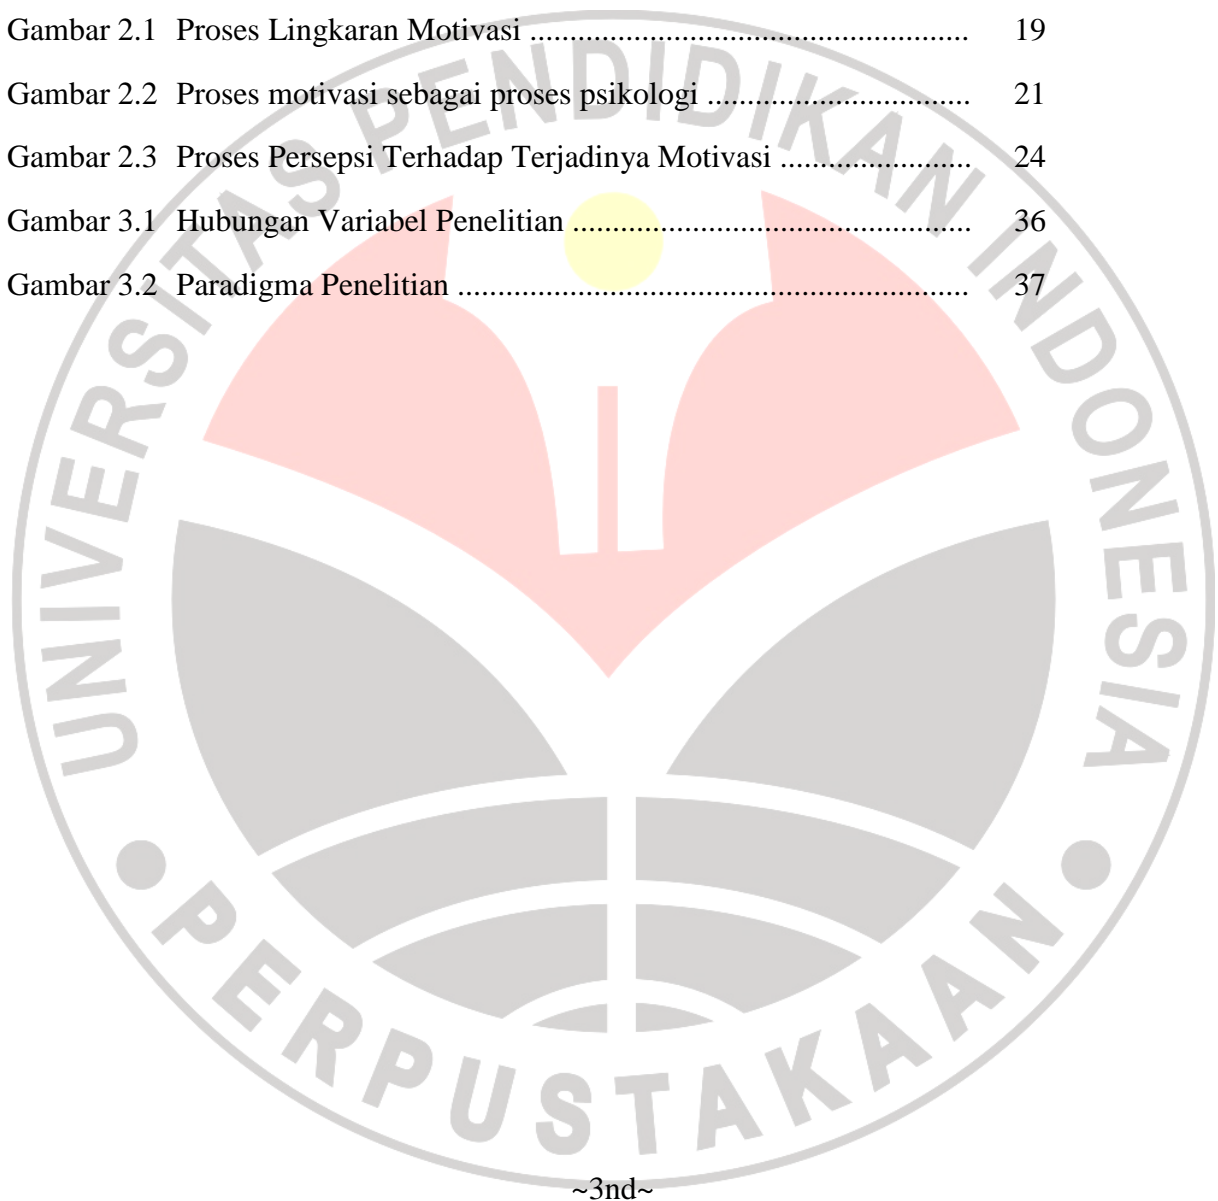 Gambar 2.1 Proses Lingkaran Motivasi ....................................................... 19
Gambar 2.2 Proses motivasi sebagai proses psikologi ................................. 21
Gambar 2.3 Proses Persepsi Terhadap Terjadinya Motivasi ........................ 24
Gambar 3.1 Hubungan Variabel Penelitian .................................................. 36
Gambar 3.2 Paradigma Penelitian ................................................................ 37
UNIVERSITAS PENDIDIKAN INDONESIA
PERPUSTAKAAN
~3nd~